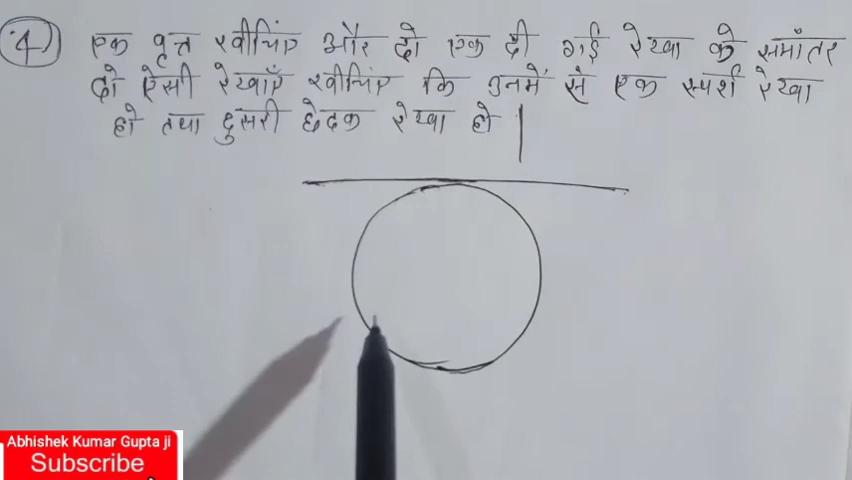 4) एक वृत्त खींचिए और दो एक दी गई रेखा के समांतर
दो ऐसी रेखाएँ खींचिए कि उनमें से एक स्पर्श रेखा
हो तथा दुसरी छेदक रेखा हो |
Abhishek Kumar Gupta ji
Subscribe